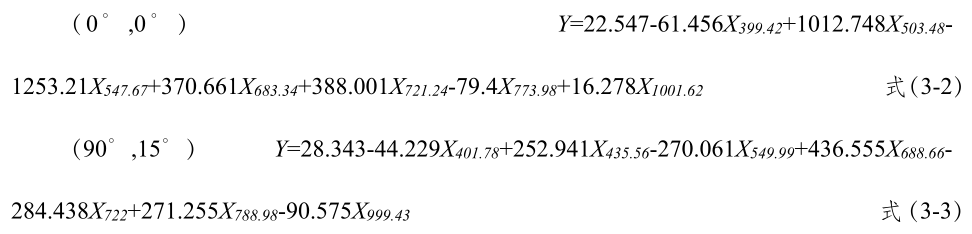 (0° ,0° ) Y=22.547-61.456X399.42+1012.748X503.48-
1253.21X547.67+370.661X683.34+388.001X721.24-79.4X773.98+16.278X1001.62 式(3-2)
(90° ,15° ) Y=28.343-44.229X401.78+252.941X435.56-270.061X549.99+436.555X688.66-
284.438X722+271.255X788.98-90.575X999.43 式(3-3)